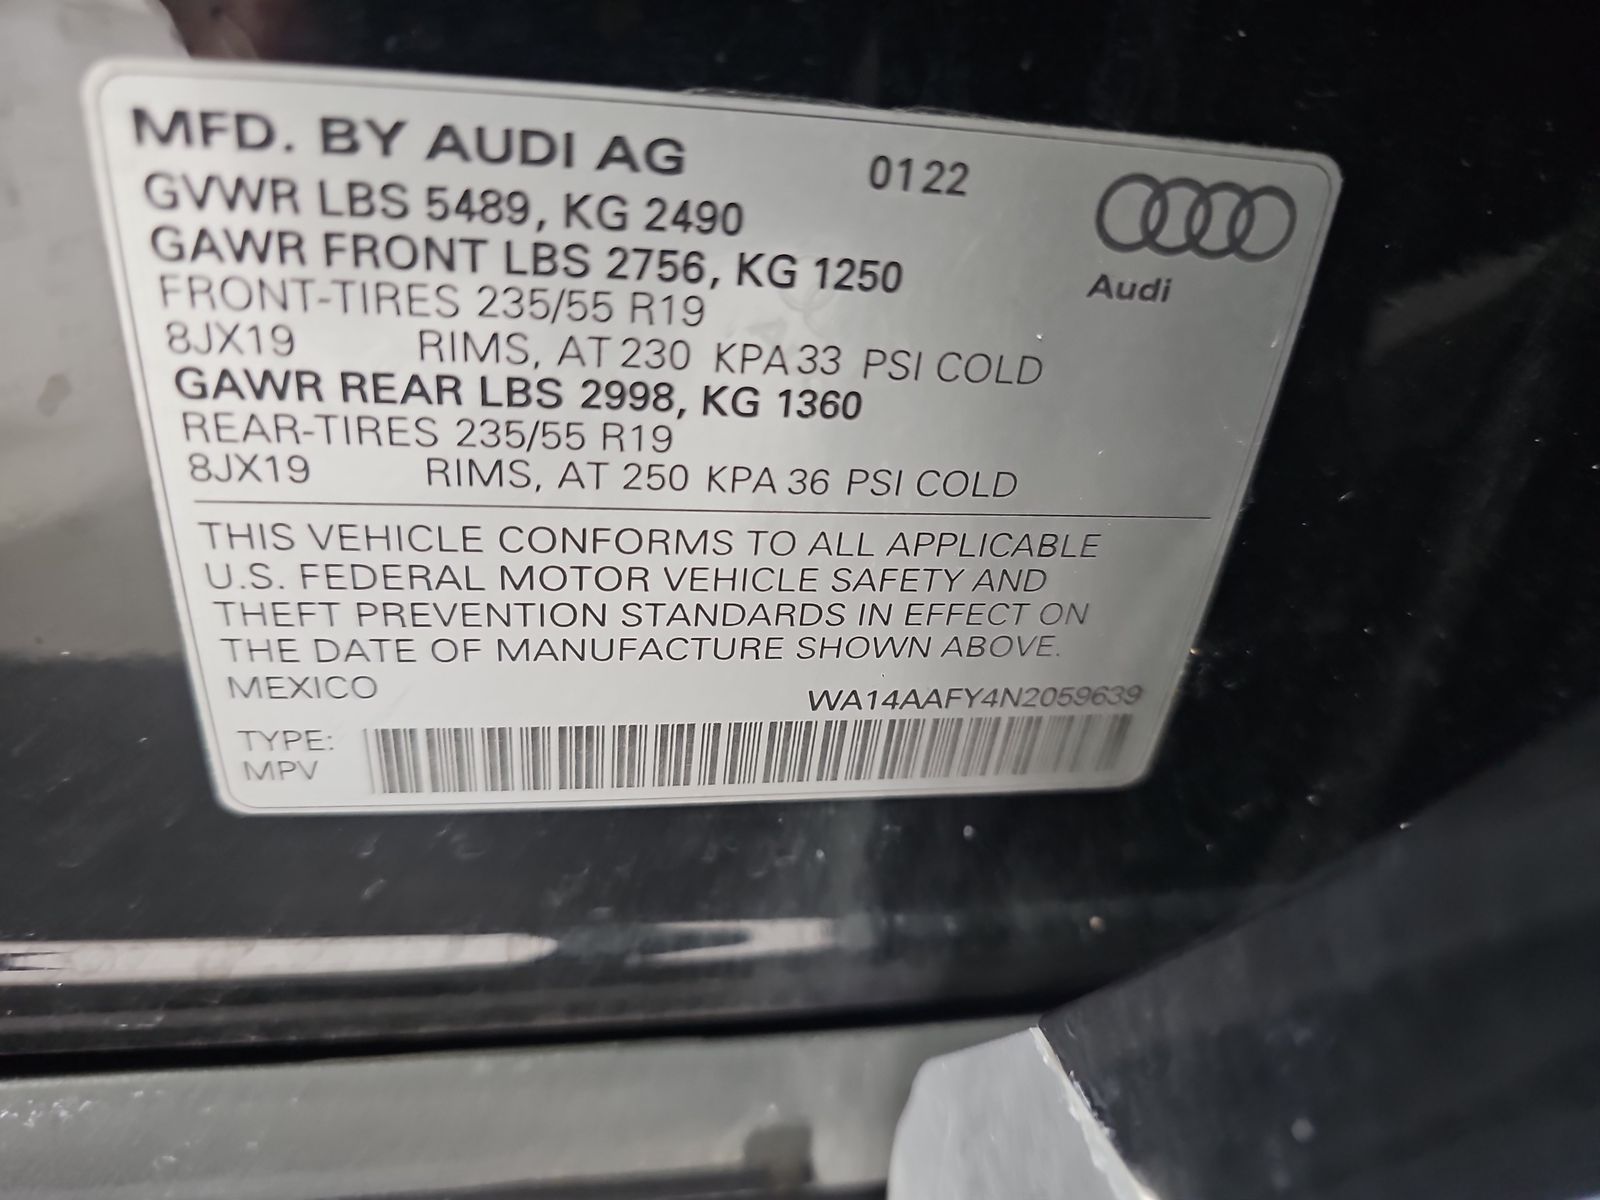 MFD. BY AUDI AG 0122
GVWR LBS 5489, KG 2490
GAWR FRONT LBS 2756, KG 1250
Audi
FRONT-TIRES 235/55 R19
8JX19 RIMS, AT 230 KPA 33 PSI COLD
GAWR REAR LBS 2998, KG 1360
REAR-TIRES 235/55 R19
8JX19 RIMS, AT 250 KPA 36 PSI COLD
THIS VEHICLE CONFORMS TO ALL APPLICABLE
U.S. FEDERAL MOTOR VEHICLE SAFETY AND
THEFT PREVENTION STANDARDS IN EFFECT ON
THE DATE OF MANUFACTURE SHOWN ABOVE.
MEXICO WA14AAFY4N2059639
TYPE:
MPV